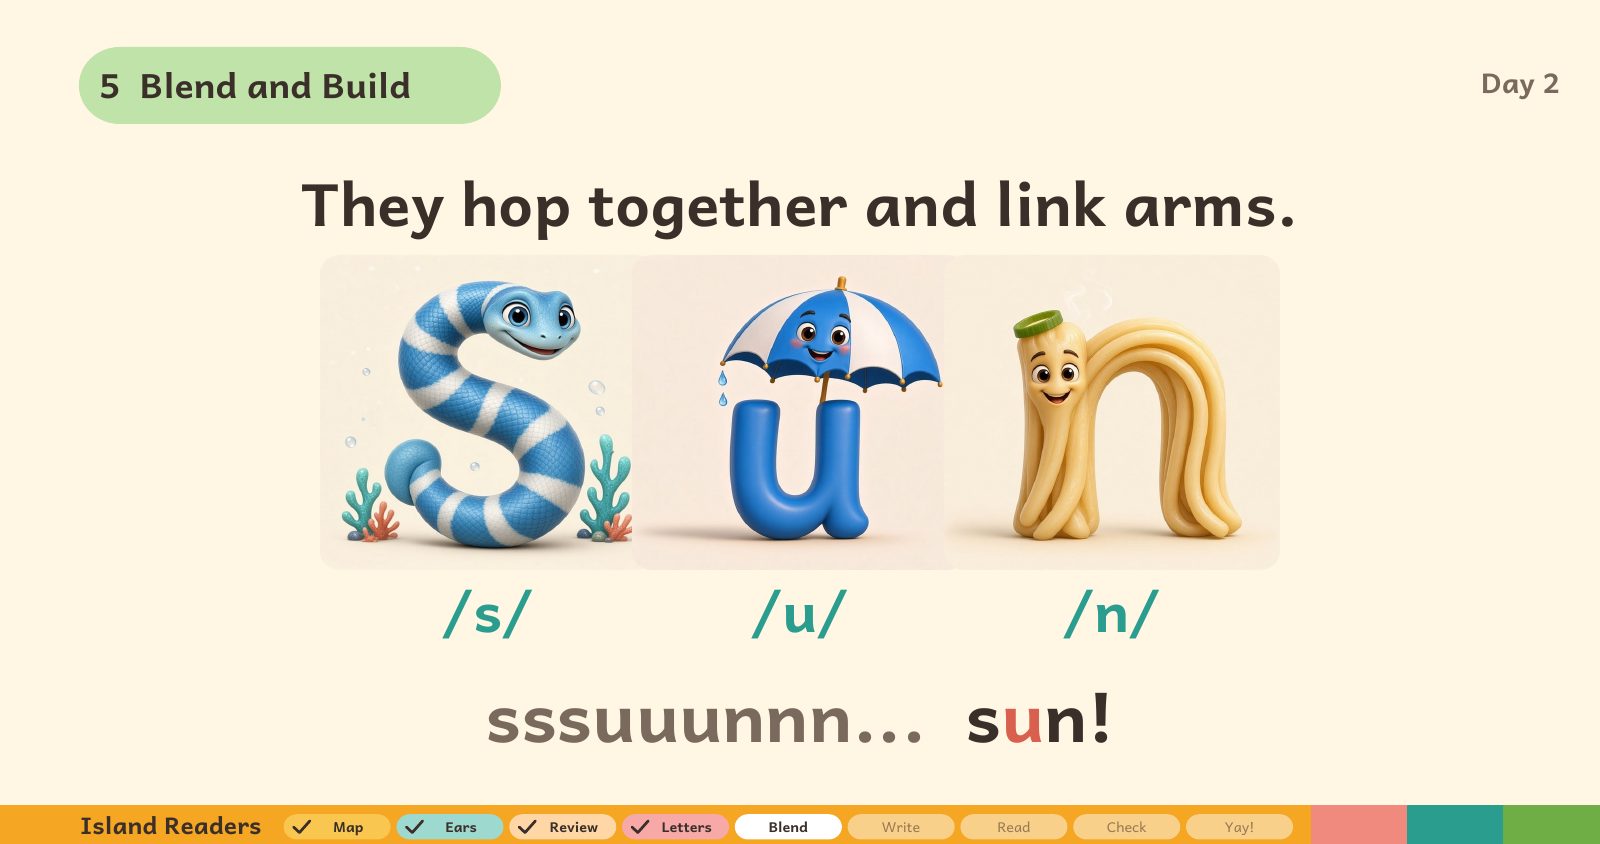 5 Blend and Build
Day 2
They hop together and link arms.
/s/ /u/ /n/
sssuuunnn... sun!
Island Readers Map Ears Review Letters Blend Write Read Check Yay!